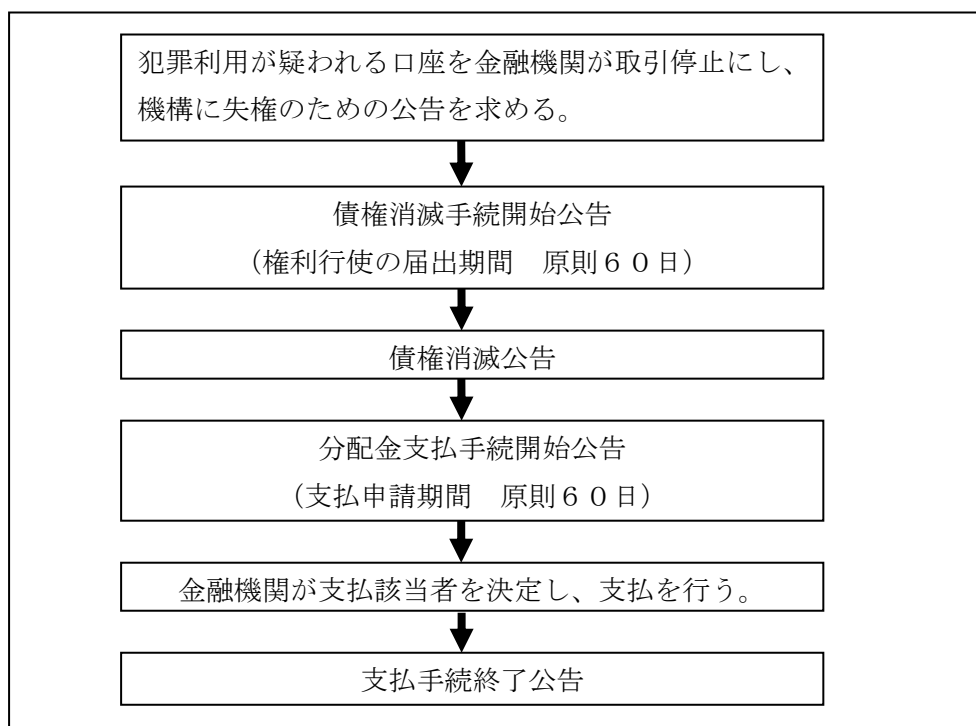 犯罪利用が疑われる口座を金融機関が取引停止にし、
機構に失権のための公告を求める。
債権消滅手続開始公告
(権利行使の届出期間　原則６０日)
債権消滅公告
分配金支払手続開始公告
(支払申請期間　原則６０日)
金融機関が支払該当者を決定し、支払を行う。
支払手続終了公告